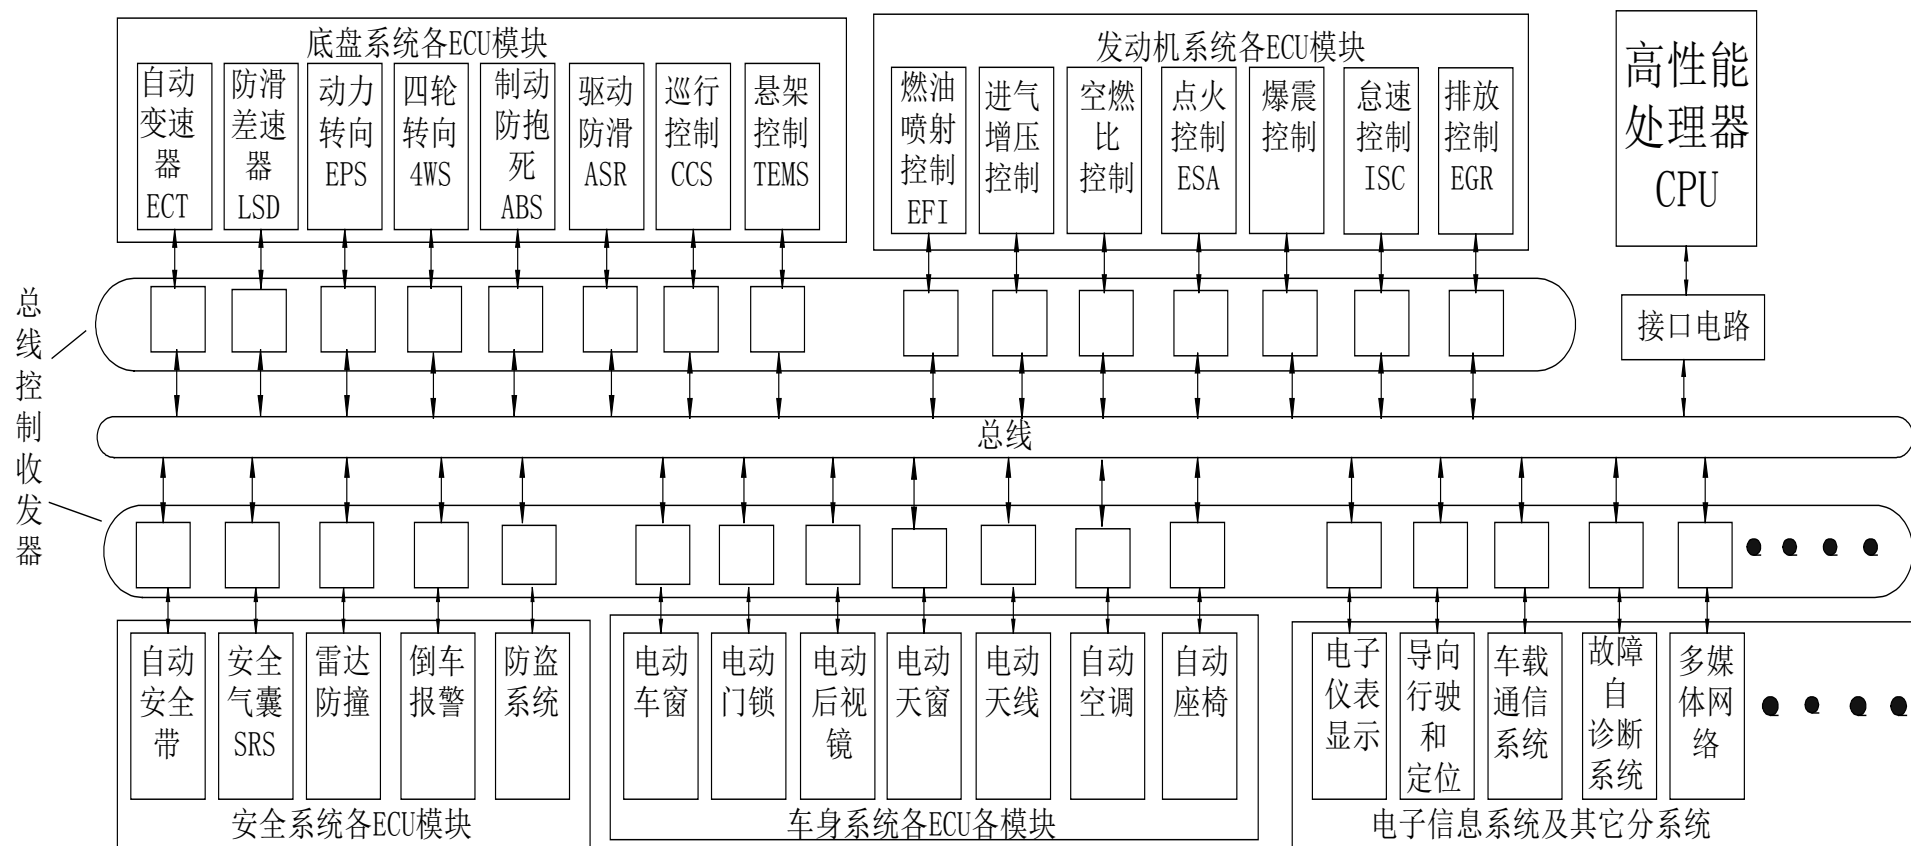 底盘系统各ECU模块
自动
变速
器
ECT
防滑
差速
器
LSD
动力
转向
EPS
四轮
转向
4WS
制动
防抱
死
ABS
驱动
防滑
ASR
巡行
控制
CCS
悬架
控制
TEMS
发动机系统各ECU模块
燃油
喷射
控制
EFI
进气
增压
控制
空燃
比
控制
点火
控制
ESA
爆震
控制
怠速
控制
ISC
排放
控制
EGR
高性能
处理器
CPU
接口电路
总线控制收发器
总线
自动
安全
带
安全
气囊
SRS
雷达
防撞
倒车
报警
防盗
系统
安全系统各ECU模块
电动
车窗
电动
门锁
电动
后视
镜
电动
天窗
电动
天线
自动
空调
自动
座椅
车身系统各ECU各模块
电子
仪表
显示
导向
行驶
和
定位
车载
通信
系统
故障
自
诊断
系统
多媒
体网
络
电子信息系统及其它分系统